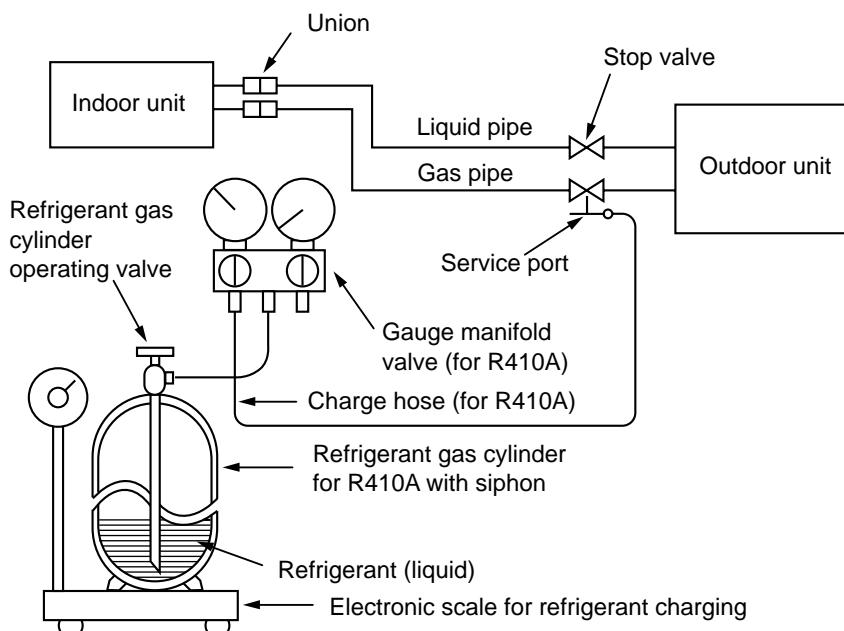 Union
Stop valve
Indoor unit
Liquid pipe
Outdoor unit
Gas pipe
Refrigerant gas
cylinder
operating valve
Service port
Gauge manifold
valve (for R410A)
Charge hose (for R410A)
Refrigerant gas cylinder
for R410A with siphon
Refrigerant (liquid)
Electronic scale for refrigerant charging